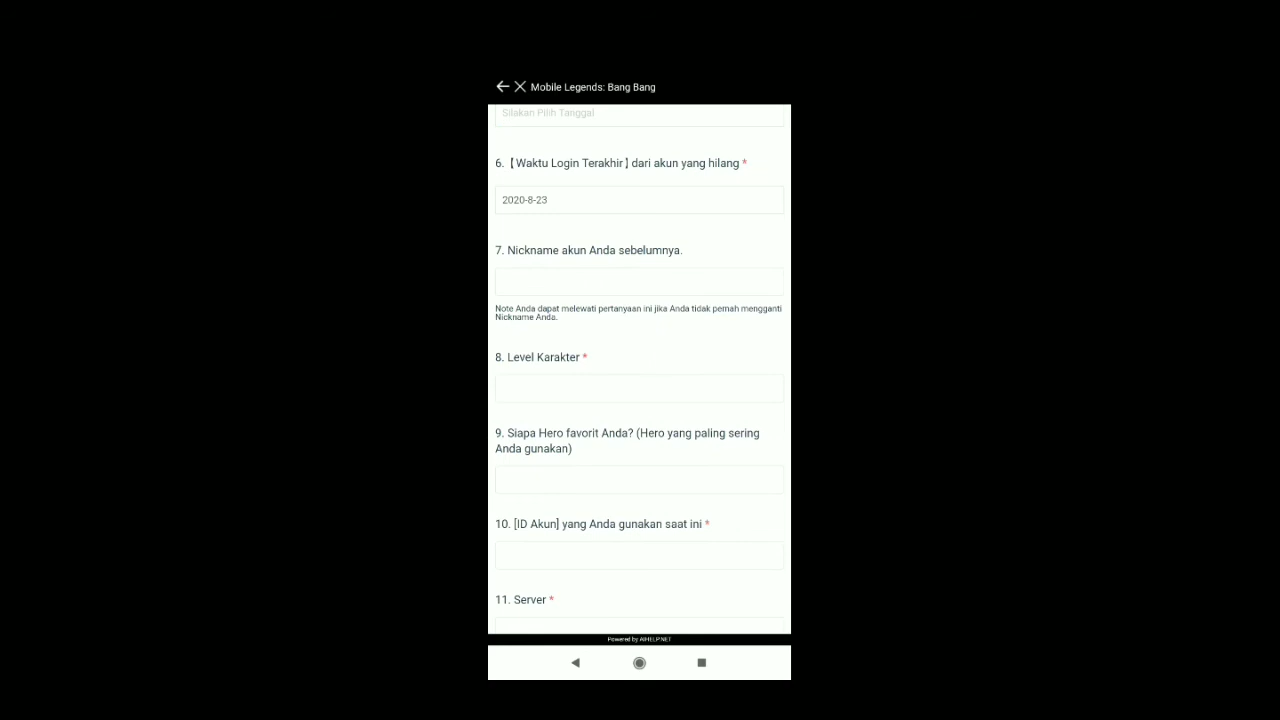 Mobile Legends: Bang Bang
Silakan Pilih Tanggal
6.【Waktu Login Terakhir】dari akun yang hilang *
2020-8-23
7. Nickname akun Anda sebelumnya.
Note Anda dapat melewati pertanyaan ini jika Anda tidak pernah mengganti
Nickname Anda.
8. Level Karakter *
9. Siapa Hero favorit Anda? (Hero yang paling sering
Anda gunakan)
10. [ID Akun] yang Anda gunakan saat ini *
11. Server *
Powered by AIHELP.NET